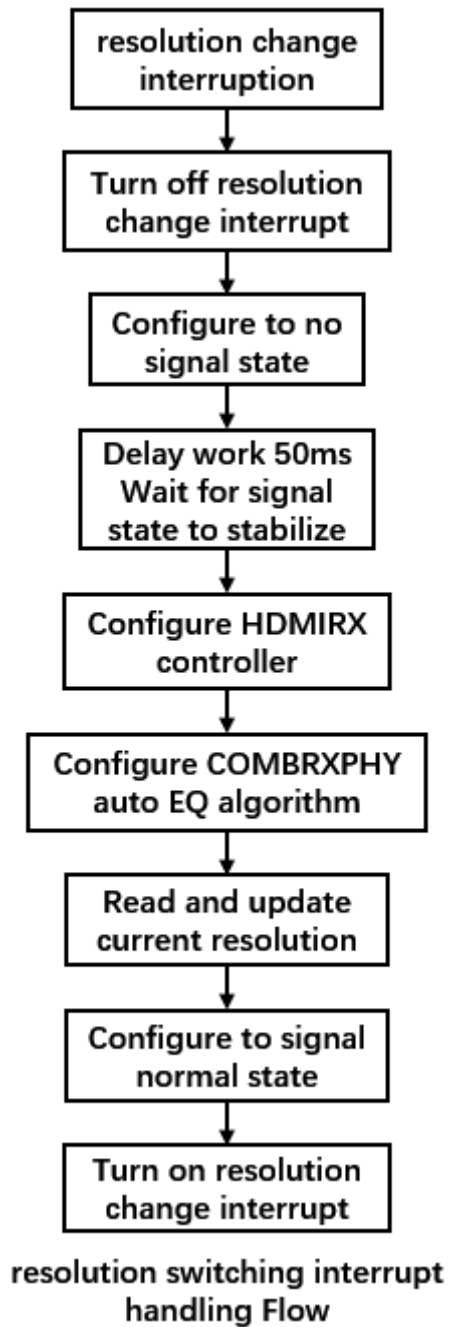 resolution change
interruption
Turn off resolution
change interrupt
Configure to no
signal state
Delay work 50ms
Wait for signal
state to stabilize
Configure HDMIRX
controller
Configure COMBRXPHY
auto EQ algorithm
Read and update
current resolution
Configure to signal
normal state
Turn on resolution
change interrupt
resolution switching interrupt
handling Flow